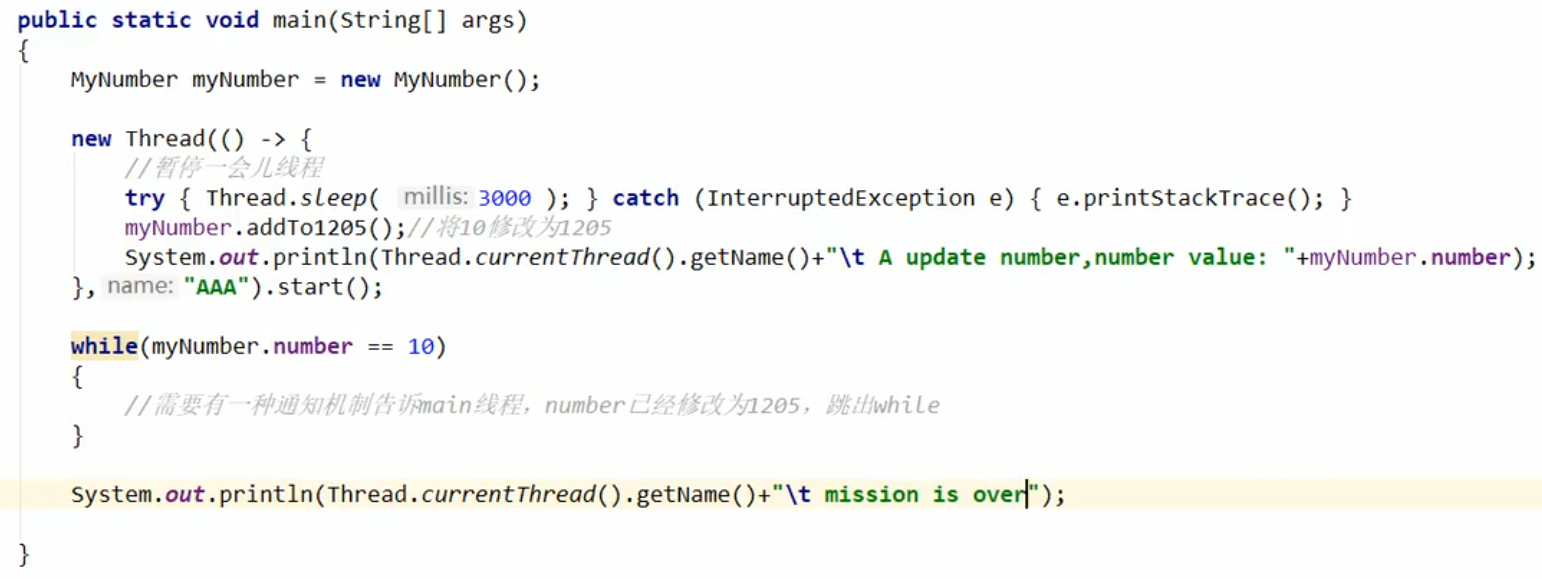 public static void main(String[] args)
{
MyNumber myNumber = new MyNumber();
new Thread(() -> {
//暂停一会儿线程
try { Thread.sleep( millis: 3000 ); } catch (InterruptedException e) { e.printStackTrace(); }
myNumber.addTo1205();//将10修改为1205
System.out.println(Thread.currentThread().getName()+"\t A update number,number value: "+myNumber.number);
}, name: "AAA").start();
while(myNumber.number == 10)
{
//需要有一种通知机制告诉main线程，number已经修改为1205，跳出while
}
System.out.println(Thread.currentThread().getName()+"\t mission is over");
}